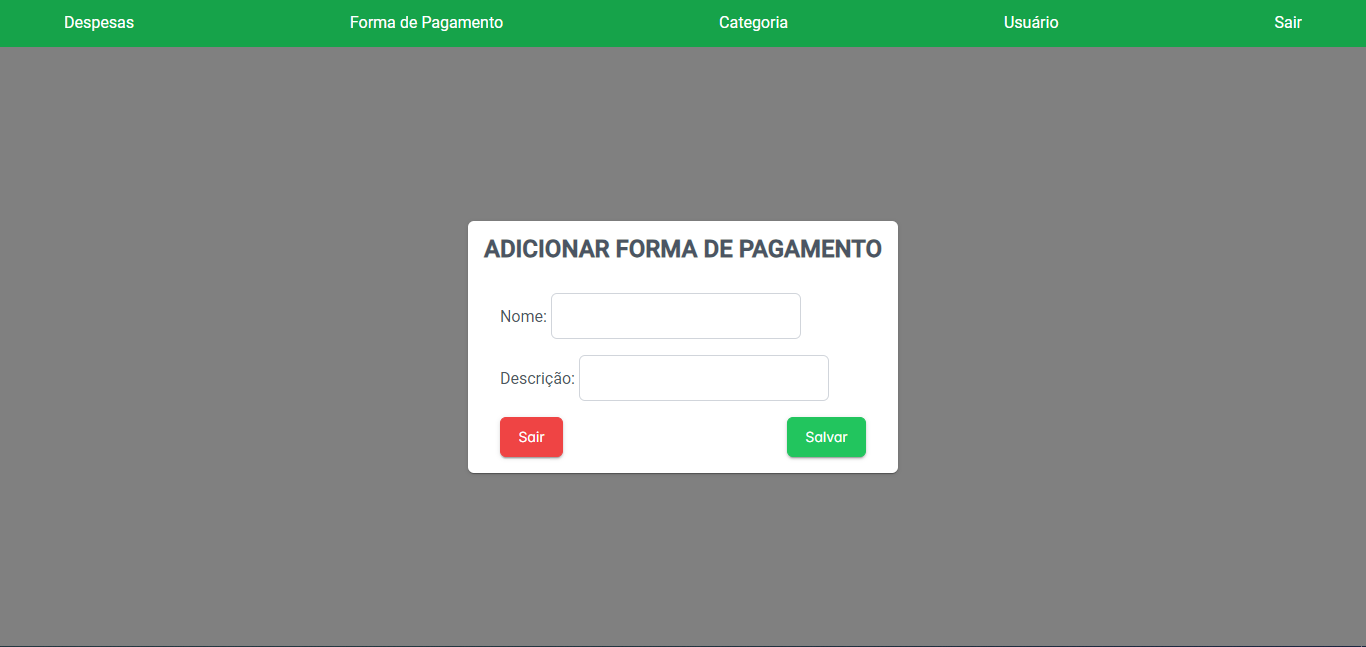 Despesas Forma de Pagamento Categoria Usuário Sair
ADICIONAR FORMA DE PAGAMENTO
Nome:
Descrição:
Sair Salvar